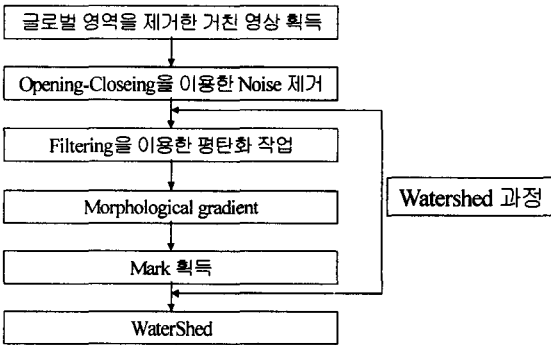 굴로벌 영역을 제거한 거친 영상 획득
Opening-Closeing을 이용한 Noise 제거
Filtering을 이용한 평탄화 작업
Watershed 과정
Morphological gradient
Mark 획득
WaterShed